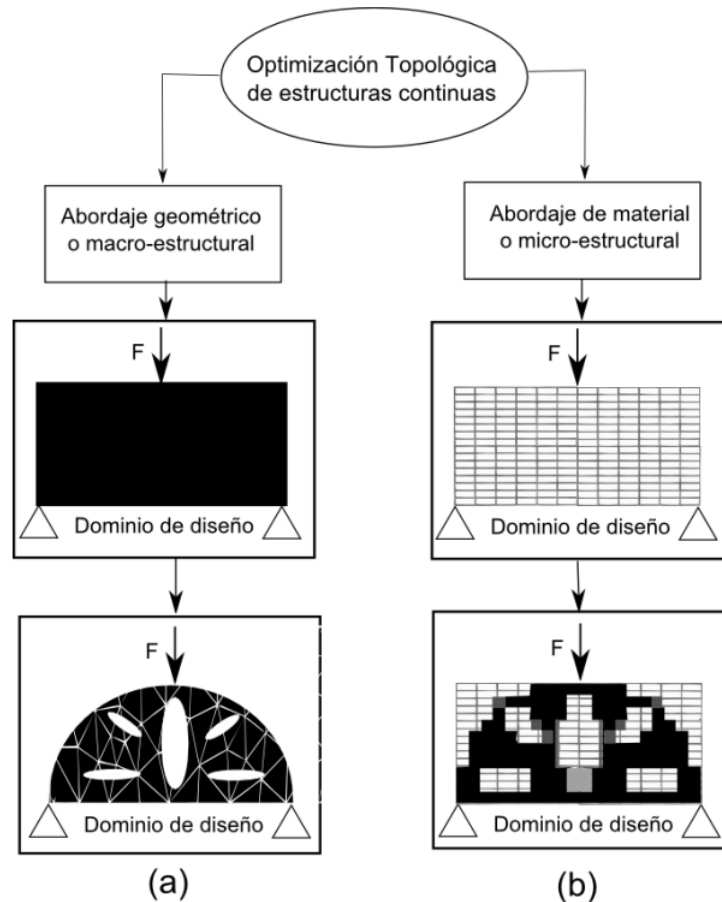 Optimización Topológica
de estructuras continuas
Abordaje geométrico
o macro-estructural
F
Dominio de diseño
F
Dominio de diseño
(a)
Abordaje de material
o micro-estructural
F
Dominio de diseño
F
Dominio de diseño
(b)